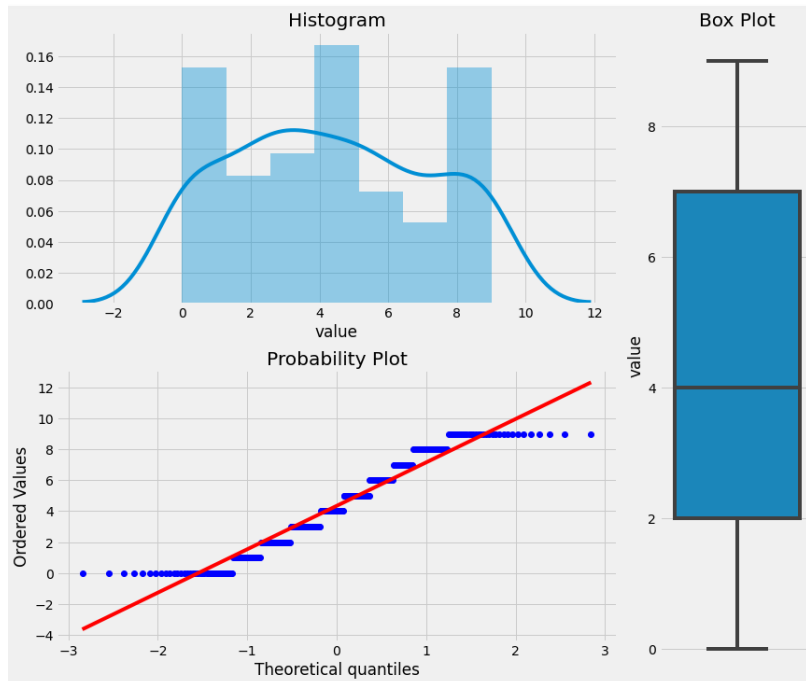 Histogram
0.16
0.14
0.12
0.10
0.08
0.06
0.04
0.02
0.00
−2 0 2 4 6 8 10 12
value
Probability Plot
Ordered Values
12
10
8
6
4
2
0
−2
−4
−3 −2 −1 0 1 2 3
Theoretical quantiles
Box Plot
value
8
6
4
2
0